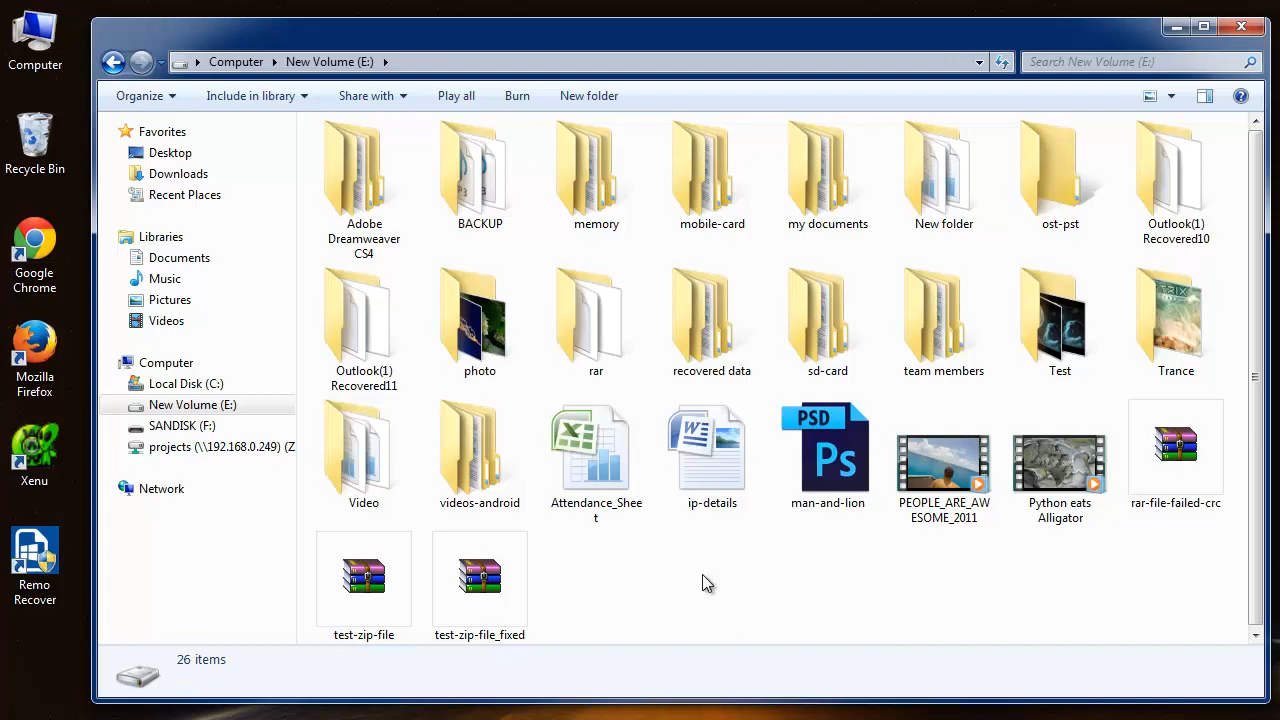 Computer
Recycle Bin
Google
Chrome
Mozilla
Firefox
Xenu
Remo
Recover
Computer
New Volume (E:)
Search New Volume (E:)
Organize
Include in library
Share with
Play all
Burn
New folder
Favorites
Desktop
Downloads
Recent Places
Libraries
Documents
Music
Pictures
Videos
Computer
Local Disk (C:)
New Volume (E:)
SANDISK (F:)
projects (\\192.168.0.249) (Z
Network
Adobe
Dreamweaver
CS4
BACKUP
memory
mobile-card
my documents
New folder
ost-pst
Outlook(1)
Recovered10
Outlook(1)
Recovered11
photo
rar
recovered data
sd-card
team members
Test
Trance
Video
videos-android
Attendance_Shee
t
ip-details
PSD
Ps
man-and-lion
PEOPLE_ARE_AW
ESOME_2011
Python eats
Alligator
rar-file-failed-crc
test-zip-file
test-zip-file_fixed
26 items